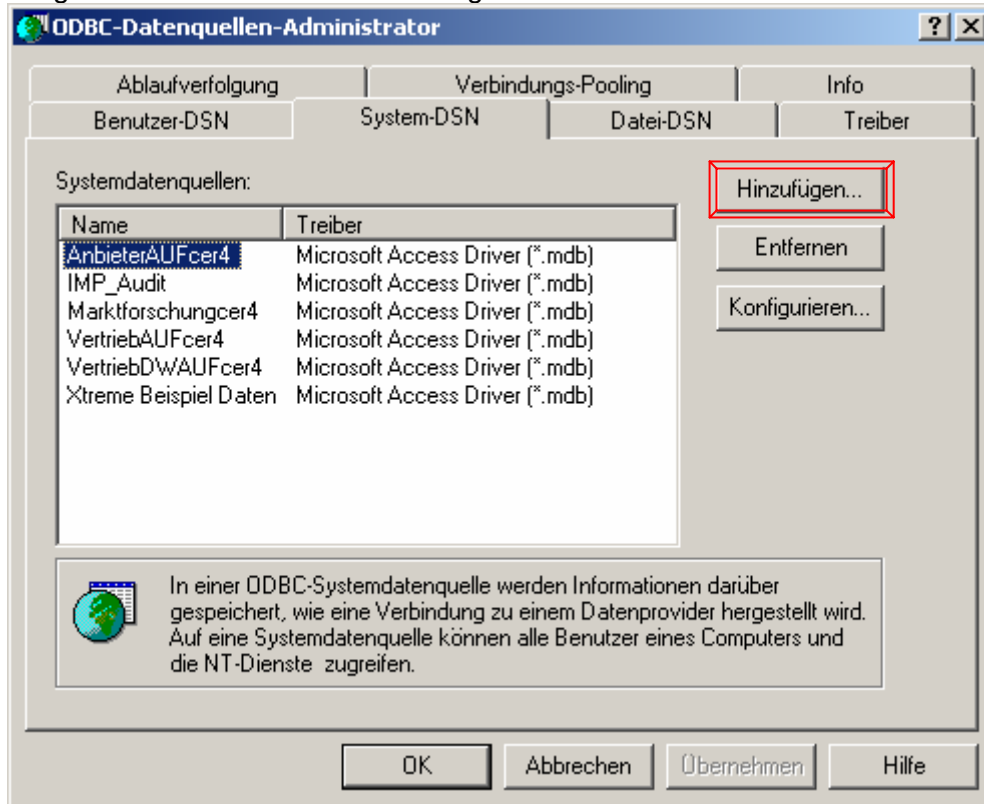 ODBC-Datenquellen-Administrator
Ablaufverfolgung Verbindungs-Pooling Info
Benutzer-DSN System-DSN Datei-DSN Treiber
Systemdatenquellen:
Hinzufügen...
Name Treiber
Entfernen
AnbieterAUFcer4 Microsoft Access Driver (*.mdb)
IMP_Audit Microsoft Access Driver (*.mdb)
Konfigurieren...
Marktforschungcer4 Microsoft Access Driver (*.mdb)
VertriebAUFcer4 Microsoft Access Driver (*.mdb)
VertriebDWAUFcer4 Microsoft Access Driver (*.mdb)
Xtreme Beispiel Daten Microsoft Access Driver (*.mdb)
In einer ODBC-Systemdatenquelle werden Informationen darüber
gespeichert, wie eine Verbindung zu einem Datenprovider hergestellt wird.
Auf eine Systemdatenquelle können alle Benutzer eines Computers und
die NT-Dienste zugreifen.
OK Abbrechen Übernehmen Hilfe